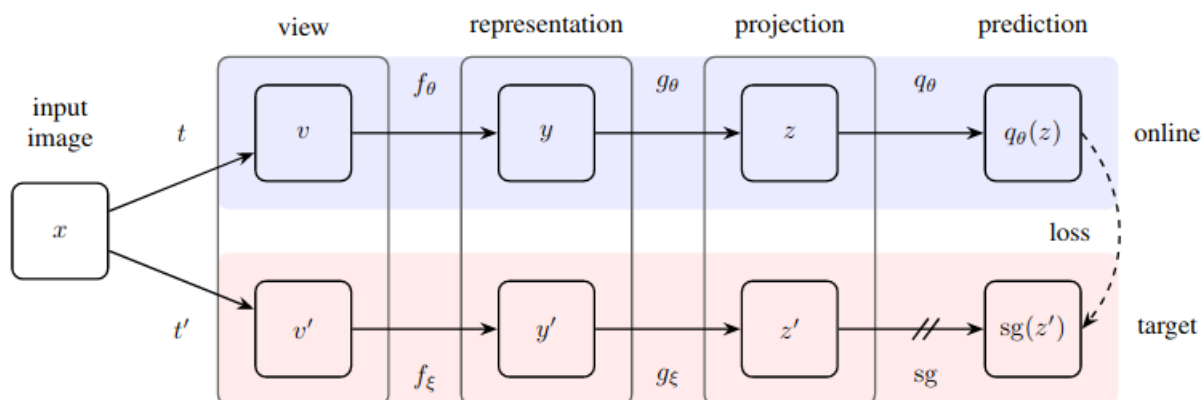 view representation projection prediction
input
image
t
t′
x
f_θ g_θ q_θ
v y z q_θ(z)
online
loss
v′ y′ z′ sg(z′)
target
f_ξ g_ξ sg